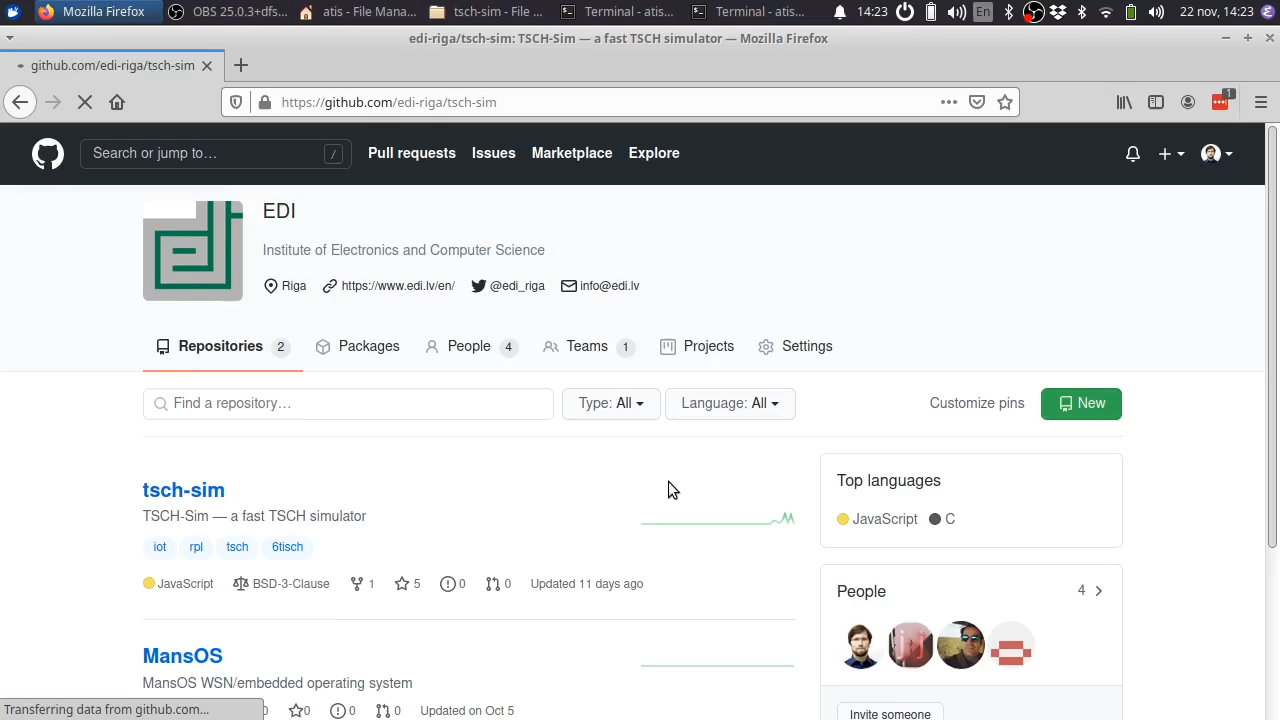 Mozilla Firefox
OBS 25.0.3+dfs...
atis - File Mana...
tsch-sim - File ...
Terminal - atis...
Terminal - atis...
14:23
En
22 nov, 14:23
edi-riga/tsch-sim: TSCH-Sim — a fast TSCH simulator — Mozilla Firefox
github.com/edi-riga/tsch-sim
https://github.com/edi-riga/tsch-sim
1
Search or jump to…
/
Pull requests
Issues
Marketplace
Explore
EDI
Institute of Electronics and Computer Science
Riga
https://www.edi.lv/en/
@edi_riga
info@edi.lv
Repositories 2
Packages
People 4
Teams 1
Projects
Settings
Find a repository…
Type: All
Language: All
Customize pins
New
tsch-sim
TSCH-Sim — a fast TSCH simulator
iot
rpl
tsch
6tisch
JavaScript
BSD-3-Clause
1
5
0
0
Updated 11 days ago
MansOS
MansOS WSN/embedded operating system
0
0
0
Updated on Oct 5
Top languages
JavaScript
C
People
4
Invite someone
Transferring data from github.com...